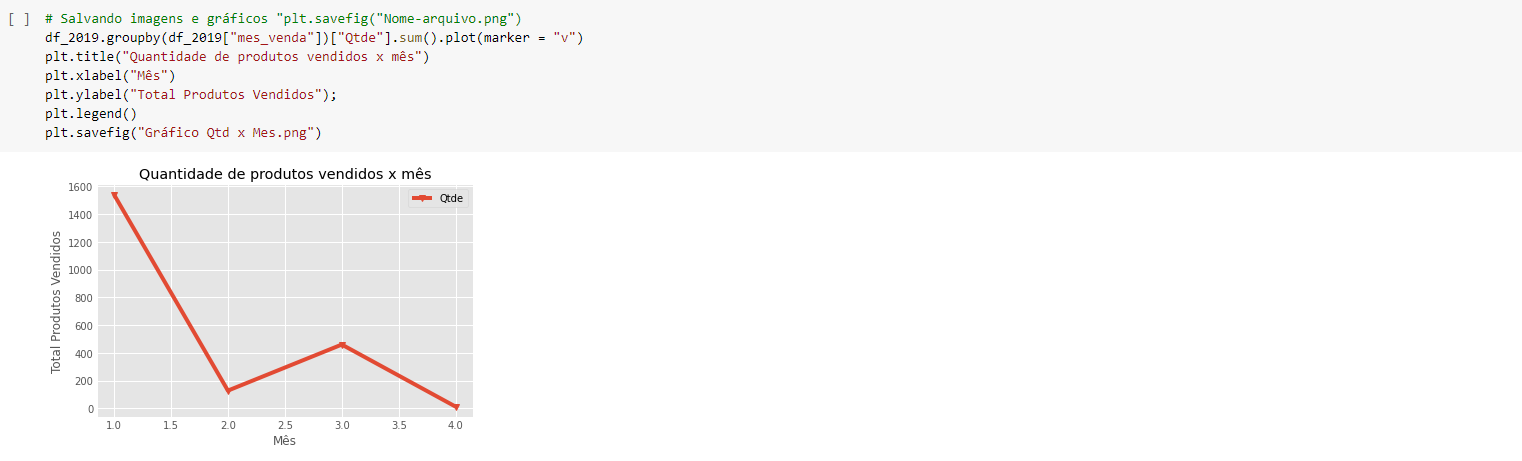 [ ] # Salvando imagens e gráficos "plt.savefig("Nome-arquivo.png")
df_2019.groupby(df_2019["mes_venda"])["Qtde"].sum().plot(marker = "v")
plt.title("Quantidade de produtos vendidos x mês")
plt.xlabel("Mês")
plt.ylabel("Total Produtos Vendidos");
plt.legend()
plt.savefig("Gráfico Qtd x Mes.png")
Quantidade de produtos vendidos x mês
Qtde
Total Produtos Vendidos
1600
1400
1200
1000
800
600
400
200
0
1.0 1.5 2.0 2.5 3.0 3.5 4.0
Mês